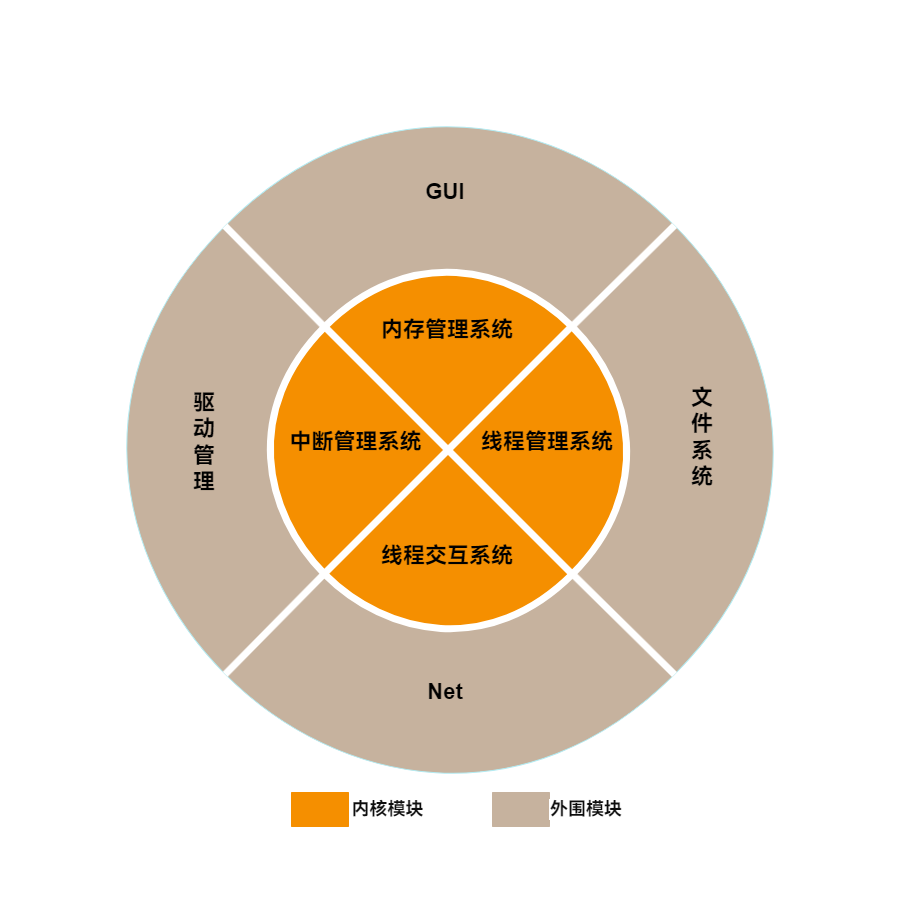 GUI
内存管理系统
驱动管理
中断管理系统
线程管理系统
文件系统
线程交互系统
Net
内核模块
外围模块